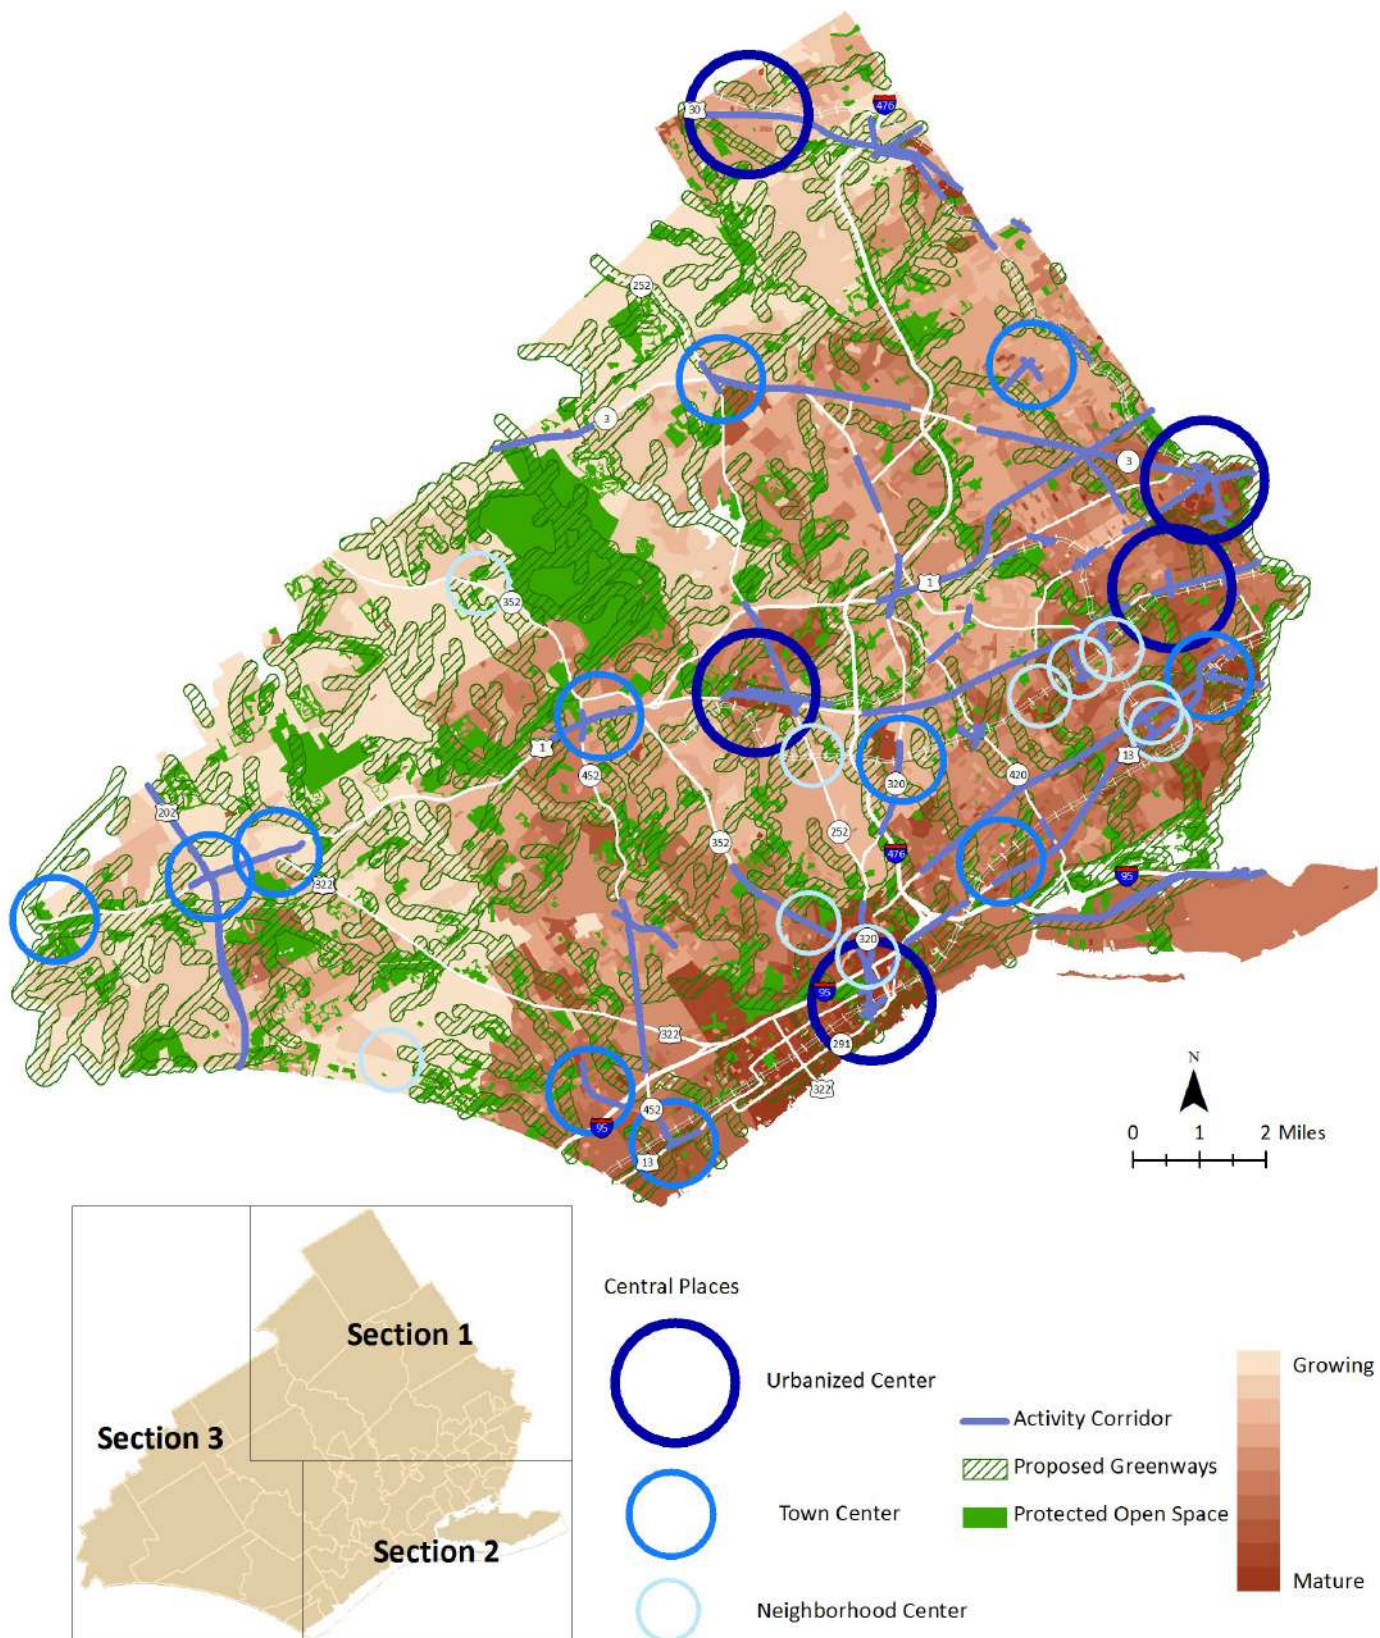 30
476
252
3
3
352
1
1
452
202
322
13
320
420
252
352
476
95
320
95
322
291
322
452
95
13
N
0 1 2 Miles
Section 1
Section 3
Section 2
Central Places
Urbanized Center
Town Center
Neighborhood Center
Activity Corridor
Proposed Greenways
Protected Open Space
Growing
Mature